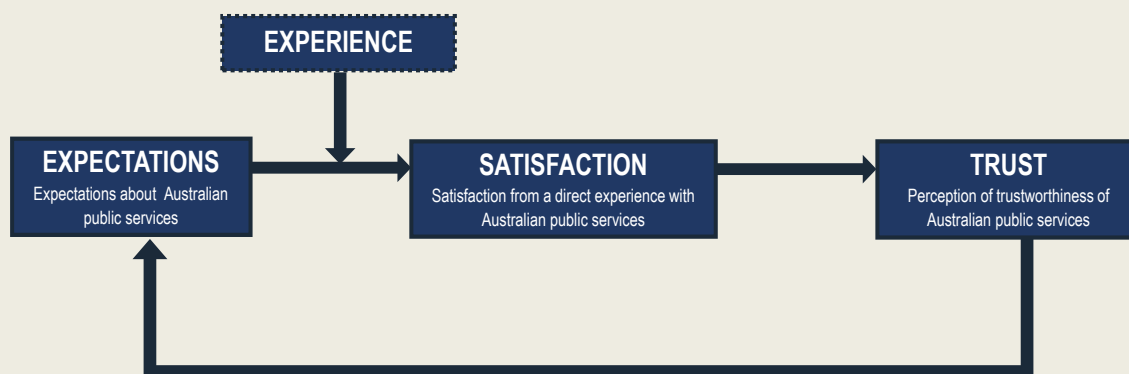 EXPERIENCE
EXPECTATIONS
Expectations about Australian
public services
SATISFACTION
Satisfaction from a direct experience with
Australian public services
TRUST
Perception of trustworthiness of
Australian public services